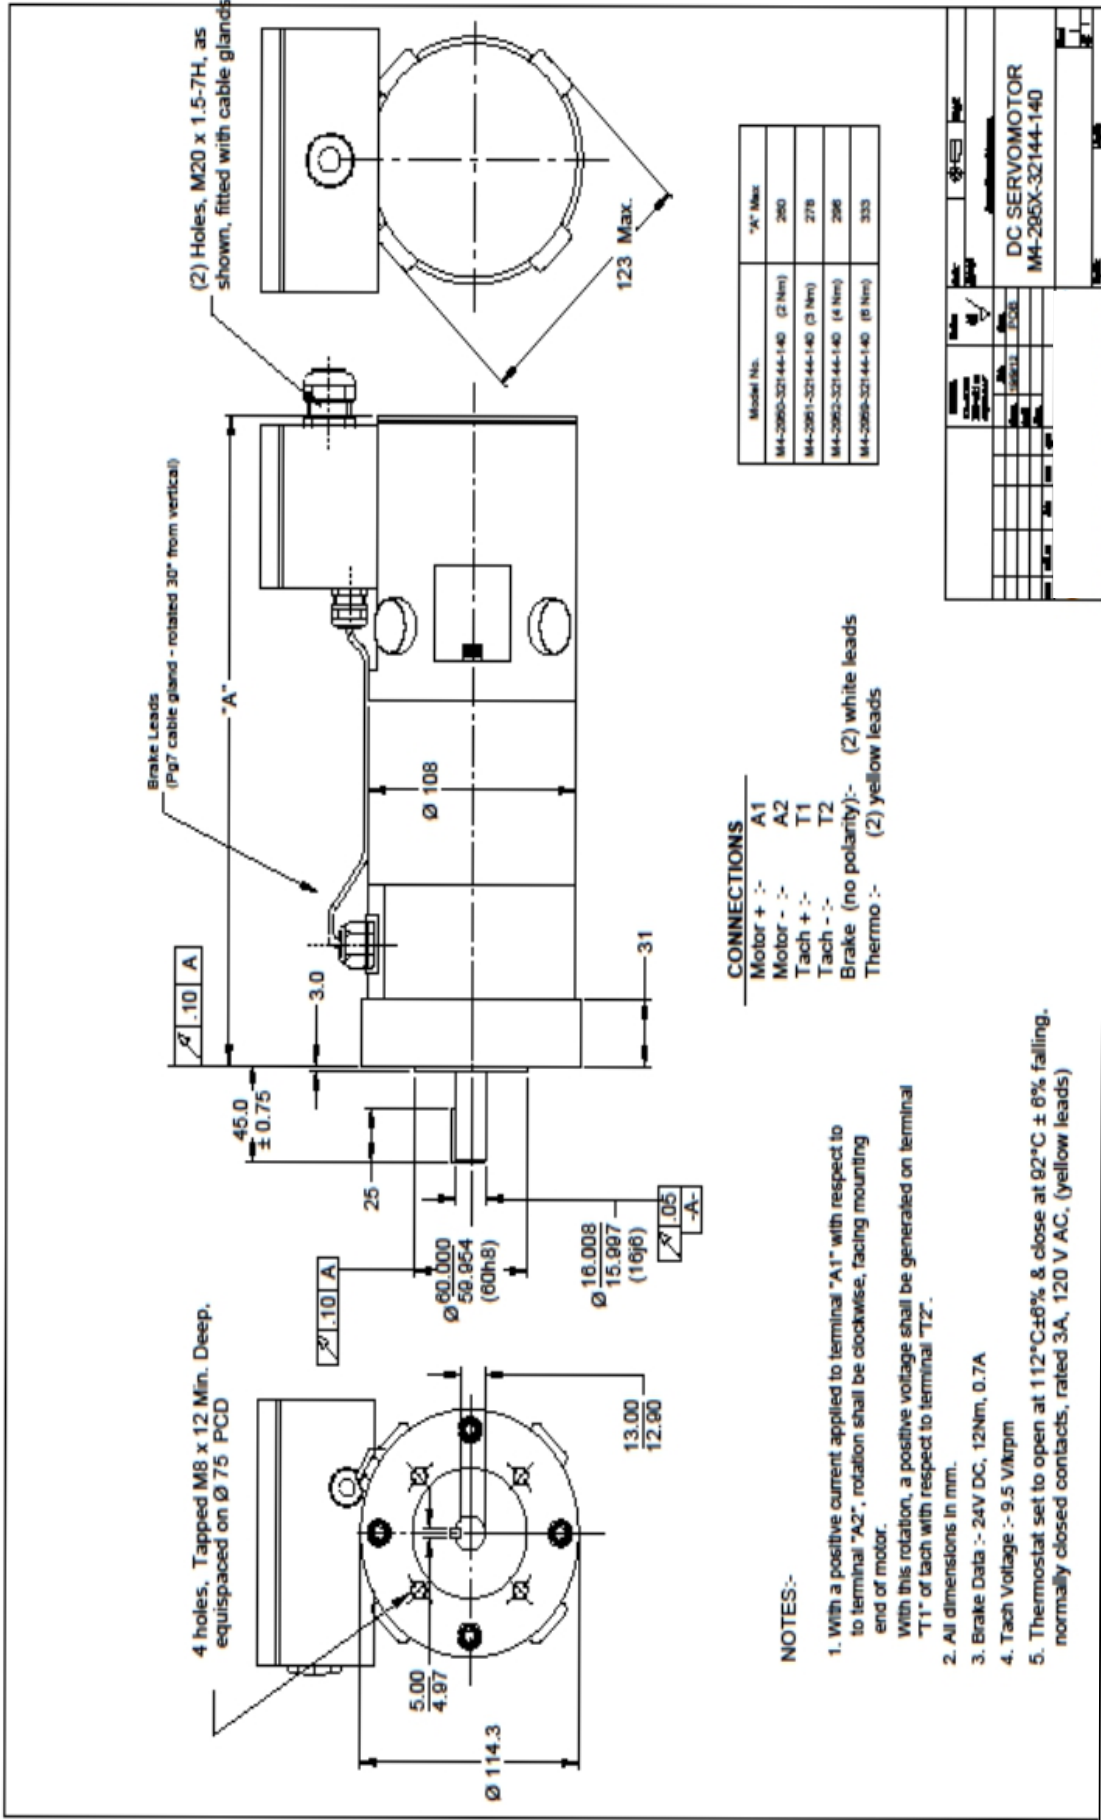 4 holes, Tapped M8 x 12 Min. Deep,
equispaced on Ø 75 PCD
Ø 114.3
5.00
4.97
13.00
12.90
.10 A
Ø 60.000
59.954
(60h8)
Ø 16.008
15.997
(16j6)
.05
-A-
25
45.0
± 0.75
3.0
.10 A
31
Ø 108
"A"
Brake Leads
(Pg7 cable gland - rotated 30° from vertical)
(2) Holes, M20 x 1.5-7H, as
shown, fitted with cable glands
123 Max.
NOTES:-
1. With a positive current applied to terminal "A1" with respect to
to terminal "A2", rotation shall be clockwise, facing mounting
end of motor.
With this rotation, a positive voltage shall be generated on terminal
"T1" of tach with respect to terminal "T2".
2. All dimensions in mm.
3. Brake Data :- 24V DC, 12Nm, 0.7A
4. Tach Voltage :- 9.5 V/krpm
5. Thermostat set to open at 112°C±6% & close at 92°C ± 6% falling,
normally closed contacts, rated 3A, 120 V AC, (yellow leads)
CONNECTIONS
Motor + :- A1
Motor - :- A2
Tach + :- T1
Tach - :- T2
Brake (no polarity):- (2) white leads
Thermo :- (2) yellow leads
Model No. "A" Max
M4-2950-32144-140 (2 Nm) 260
M4-2951-32144-140 (3 Nm) 278
M4-2952-32144-140 (4 Nm) 296
M4-2959-32144-140 (6 Nm) 333
DC SERVOMOTOR
M4-295X-32144-140